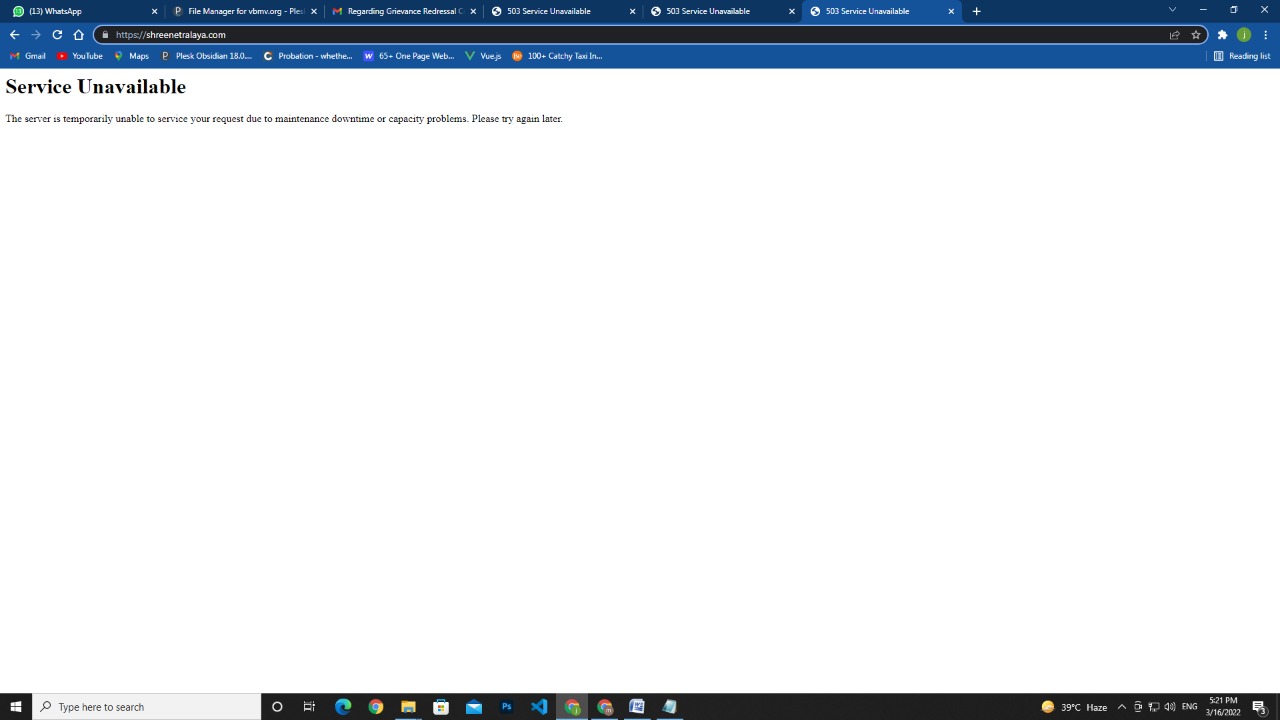 (13) WhatsApp
File Manager for vbmv.org - Ples
Regarding Grievance Redressal C
503 Service Unavailable
503 Service Unavailable
503 Service Unavailable
https://shreenetralaya.com
Gmail
YouTube
Maps
Plesk Obsidian 18.0....
Probation - whethe...
65+ One Page Web...
Vue.js
100+ Catchy Taxi In...
Reading list
Service Unavailable
The server is temporarily unable to service your request due to maintenance downtime or capacity problems. Please try again later.
Type here to search
39°C Haze
ENG
5:21 PM
3/16/2022